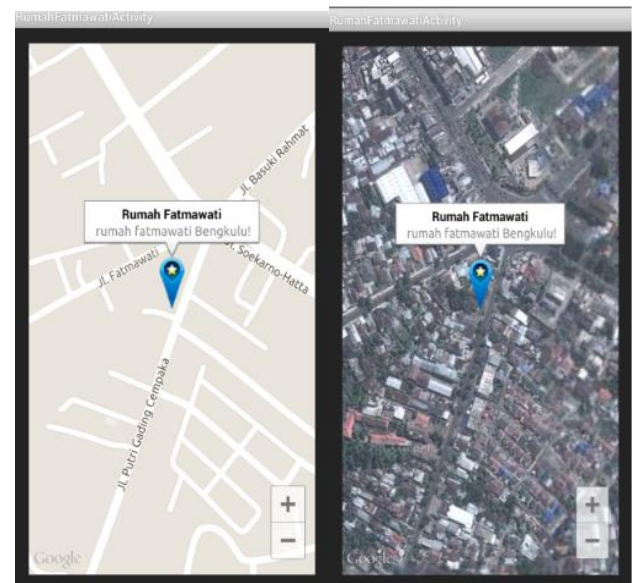 RumahFatmawatiActivity
Jl. Basuki Rahmat
Rumah Fatmawati
rumah fatmawati Bengkulu!
Soekarno-Hatta
Jl. Fatmawati
Jl. Putri Gading Cempaka
+
−
Google
RumahFatmawatiActivity
Rumah Fatmawati
rumah fatmawati Bengkulu!
+
−
Google